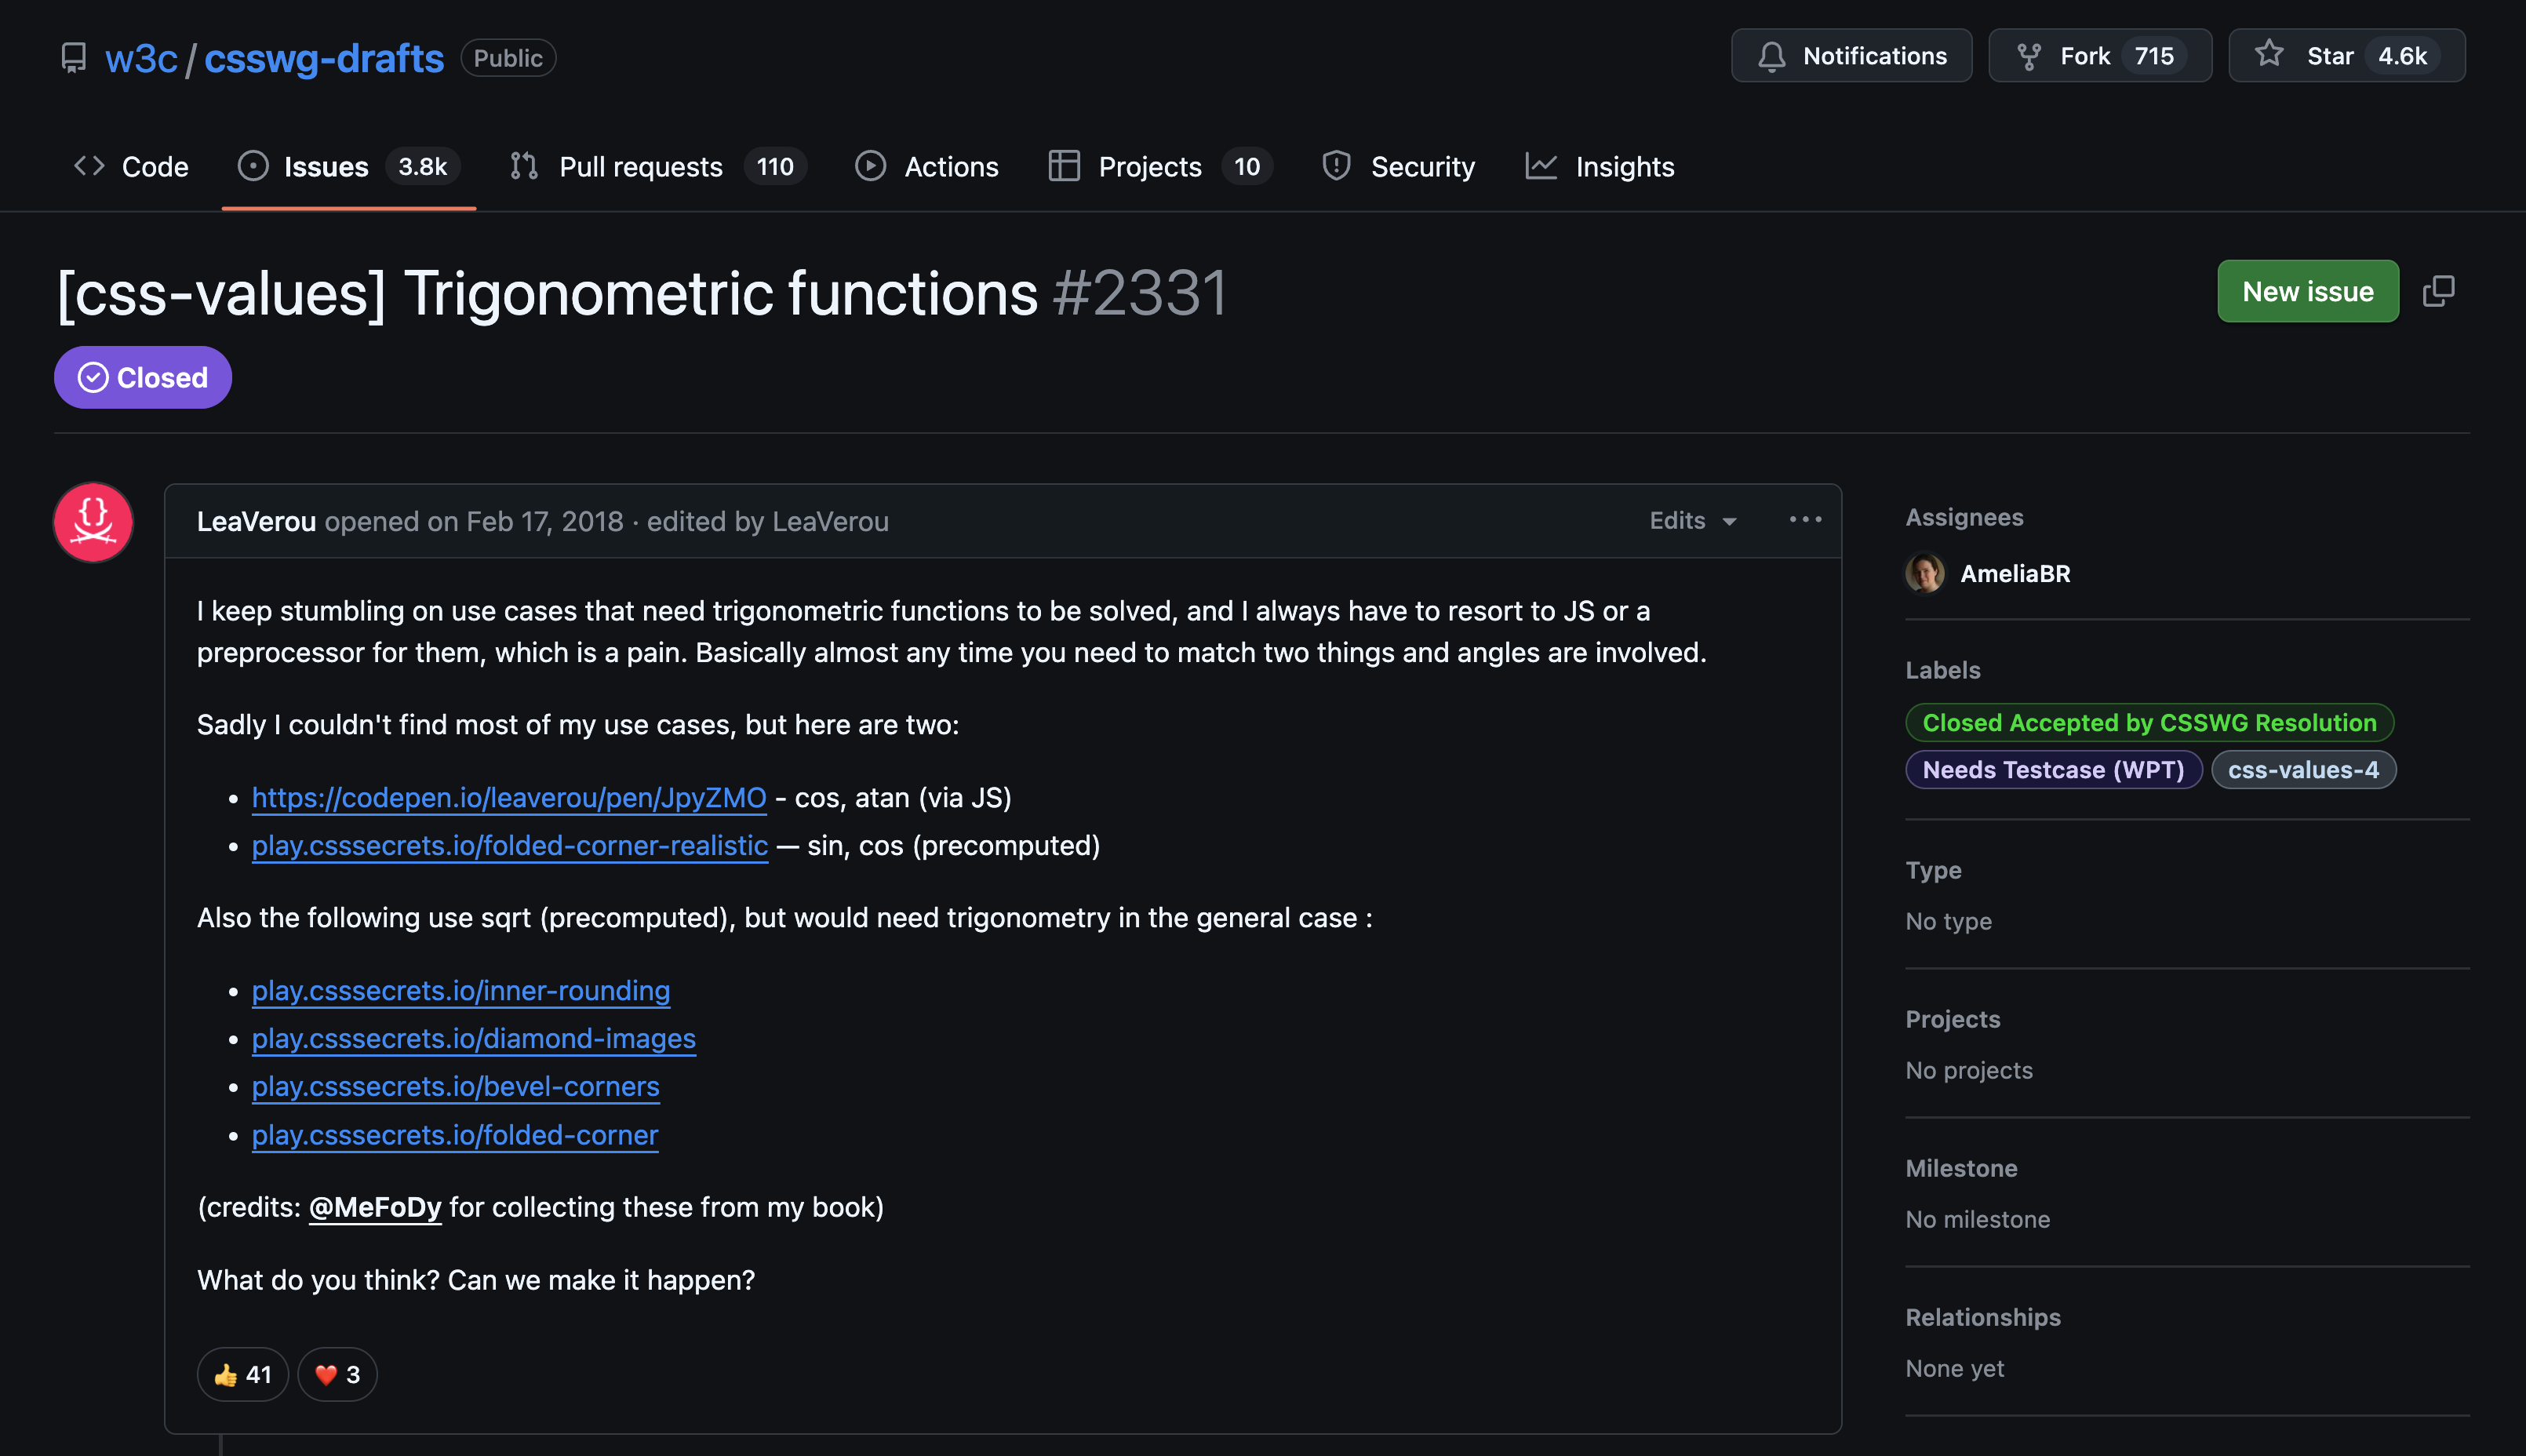 w3c / csswg-drafts Public
Notifications
Fork 715
Star 4.6k
Code
Issues 3.8k
Pull requests 110
Actions
Projects 10
Security
Insights
[css-values] Trigonometric functions #2331
New issue
Closed
LeaVerou opened on Feb 17, 2018 · edited by LeaVerou
Edits
I keep stumbling on use cases that need trigonometric functions to be solved, and I always have to resort to JS or a
preprocessor for them, which is a pain. Basically almost any time you need to match two things and angles are involved.
Sadly I couldn't find most of my use cases, but here are two:
• https://codepen.io/leaverou/pen/JpyZMO - cos, atan (via JS)
• play.csssecrets.io/folded-corner-realistic — sin, cos (precomputed)
Also the following use sqrt (precomputed), but would need trigonometry in the general case :
• play.csssecrets.io/inner-rounding
• play.csssecrets.io/diamond-images
• play.csssecrets.io/bevel-corners
• play.csssecrets.io/folded-corner
(credits: @MeFoDy for collecting these from my book)
What do you think? Can we make it happen?
👍 41
❤️ 3
Assignees
AmeliaBR
Labels
Closed Accepted by CSSWG Resolution
Needs Testcase (WPT)
css-values-4
Type
No type
Projects
No projects
Milestone
No milestone
Relationships
None yet